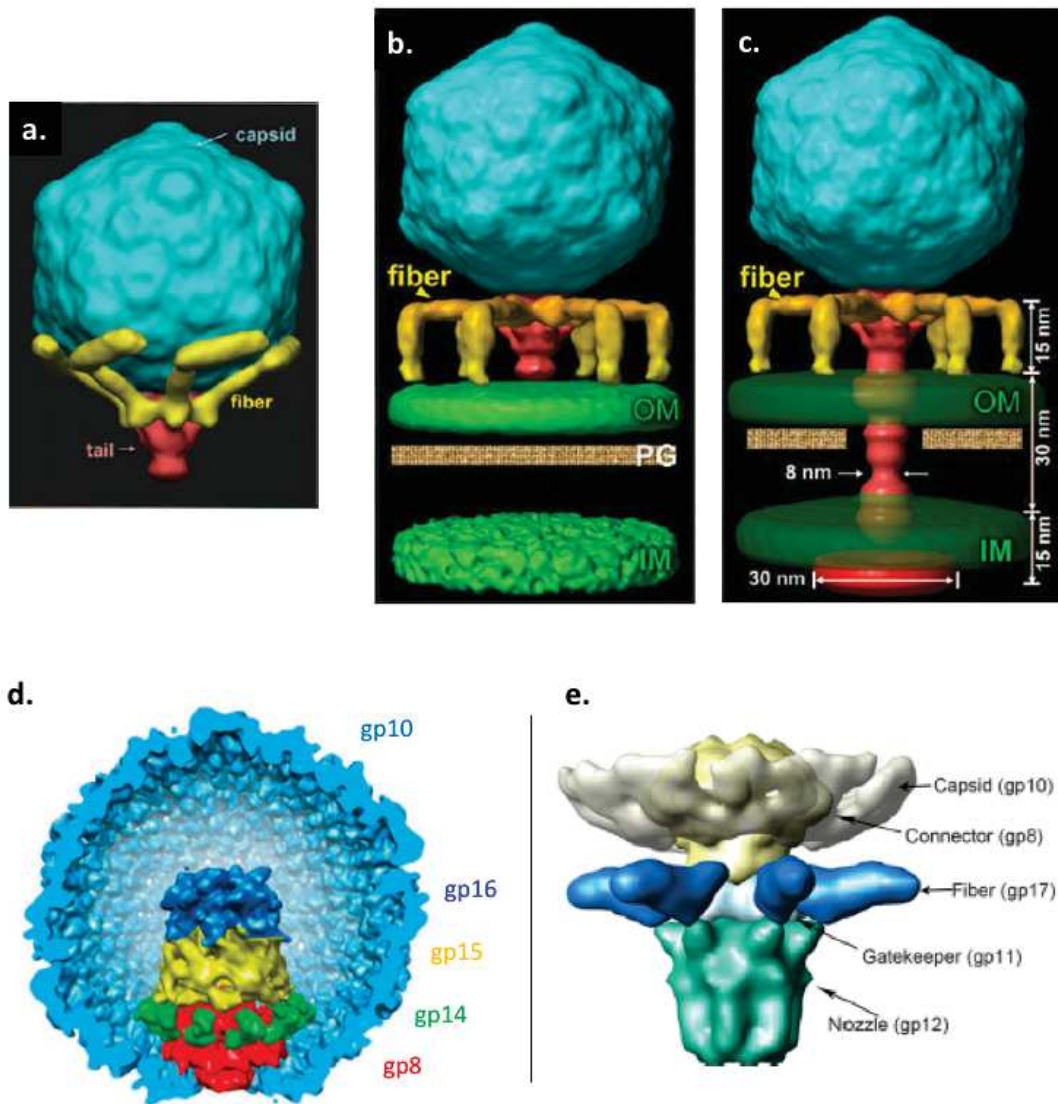 a.
capsid
fiber
tail
b.
fiber
OM
PG
IM
c.
fiber
15 nm
OM
30 nm
8 nm
IM
15 nm
30 nm
d.
gp10
gp16
gp15
gp14
gp8
e.
Capsid (gp10)
Connector (gp8)
Fiber (gp17)
Gatekeeper (gp11)
Nozzle (gp12)